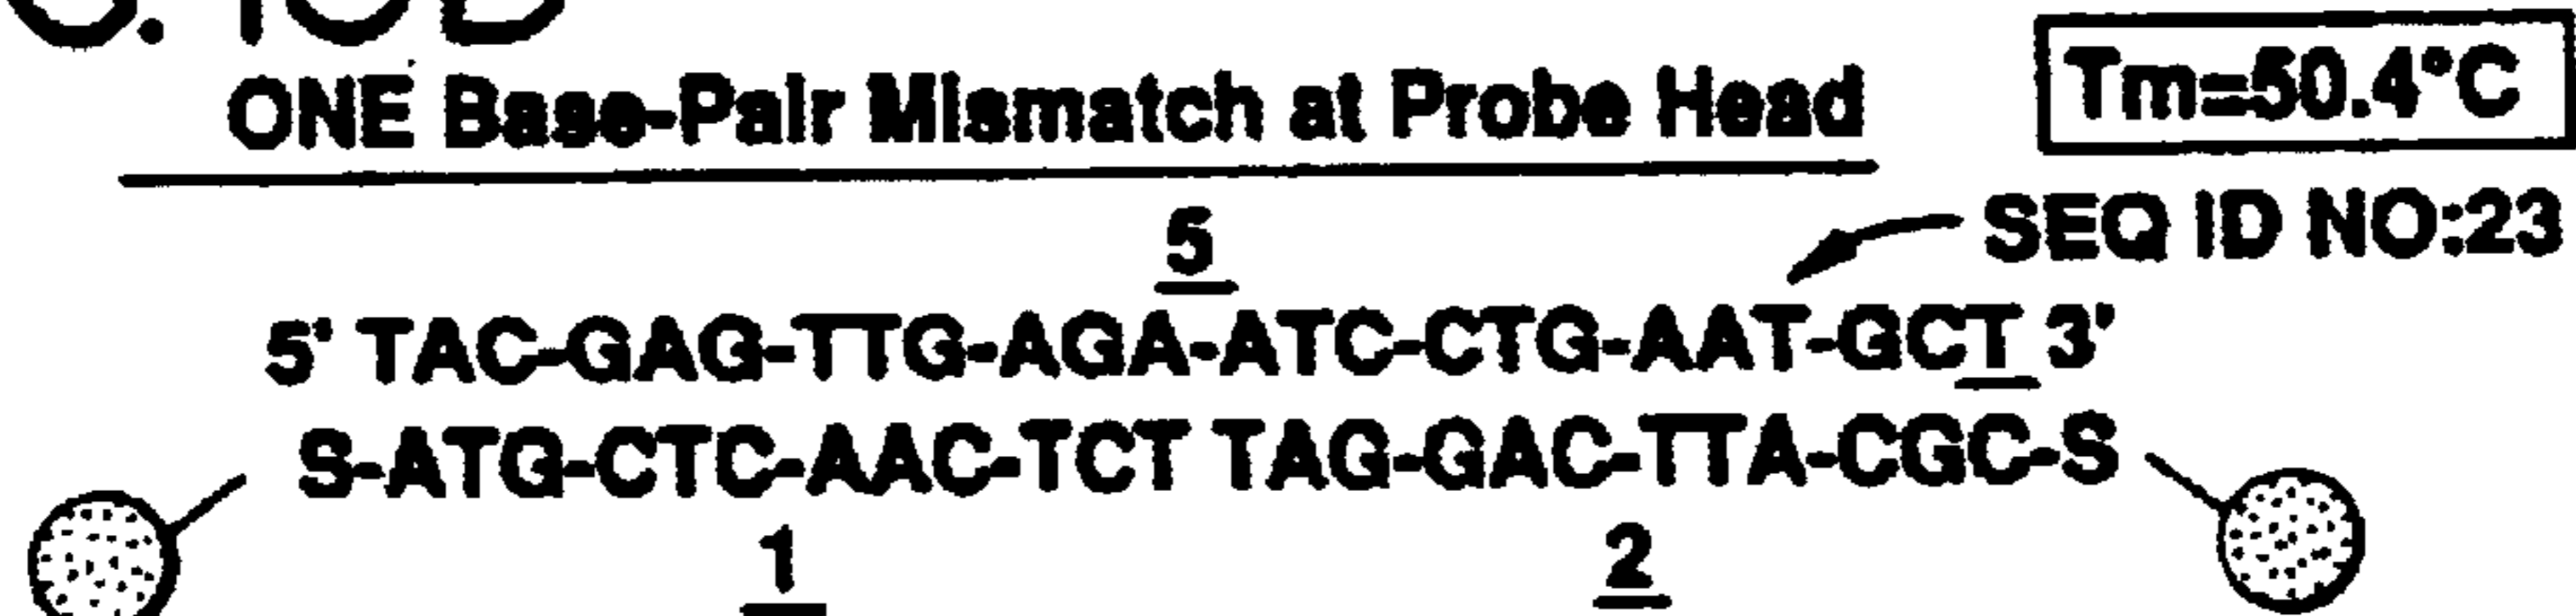 ONE Base-Pair Mismatch at Probe Head
Tm=50.4°C
SEQ ID NO:23
5
5' TAC-GAG-TTG-AGA-ATC-CTG-AAT-GCT 3'
S-ATG-CTC-AAC-TCT TAG-GAC-TTA-CGC-S
1
2